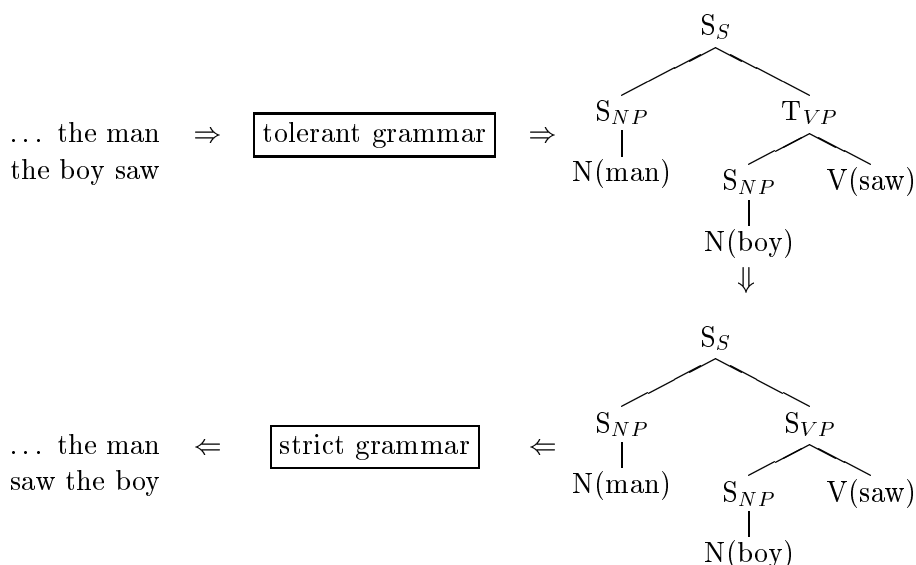 S_S
... the man ⇒ tolerant grammar ⇒ S_NP T_VP
the boy saw N(man) S_NP V(saw)
N(boy)
⇓
S_S
... the man ⇐ strict grammar ⇐ S_NP S_VP
saw the boy N(man) S_NP V(saw)
N(boy)